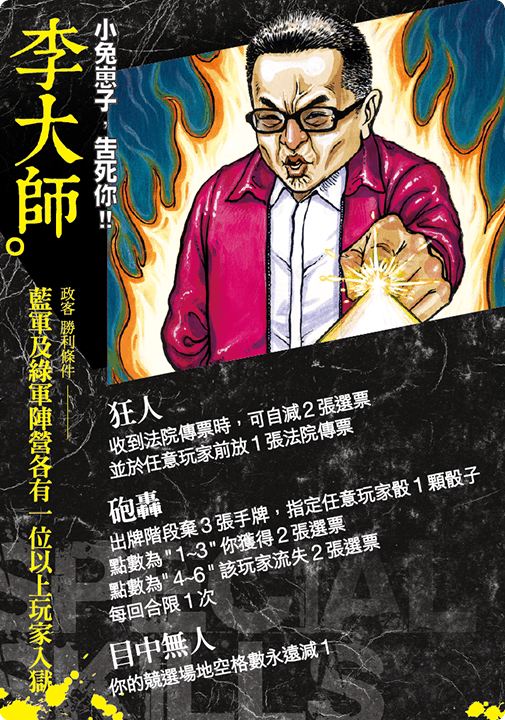 李大師。
小兔崽子，告死你!!
政客 勝利條件
藍軍及綠軍陣營各有一位以上玩家入獄
狂人
收到法院傳票時，可自減2張選票
並於任意玩家前放1張法院傳票
砲轟
出牌階段棄3張手牌，指定任意玩家骰1顆骰子
點數為"1~3"你獲得2張選票
點數為"4~6"該玩家流失2張選票
每回合限1次
目中無人
你的競選場地空格數永遠減1
SPECIAL
SKILLS